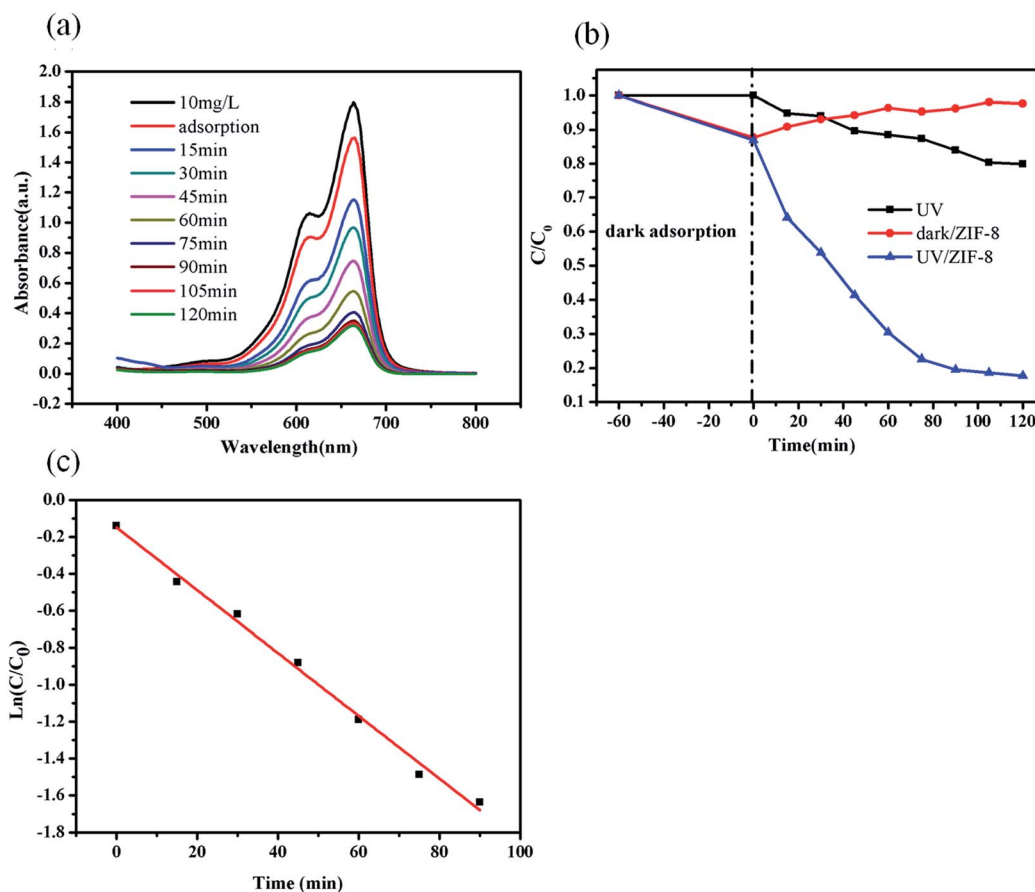 (a)
2.0
1.8
1.6
1.4
1.2
1.0
0.8
0.6
0.4
0.2
0.0
-0.2
Absorbance(a.u.)
10mg/L
adsorption
15min
30min
45min
60min
75min
90min
105min
120min
400 500 600 700 800
Wavelength(nm)
(b)
1.0
0.9
0.8
0.7
0.6
0.5
0.4
0.3
0.2
0.1
C/C0
dark adsorption
UV
dark/ZIF-8
UV/ZIF-8
-60 -40 -20 0 20 40 60 80 100 120
Time(min)
(c)
0.0
-0.2
-0.4
-0.6
-0.8
-1.0
-1.2
-1.4
-1.6
-1.8
Ln(C/C0)
0 20 40 60 80 100
Time (min)